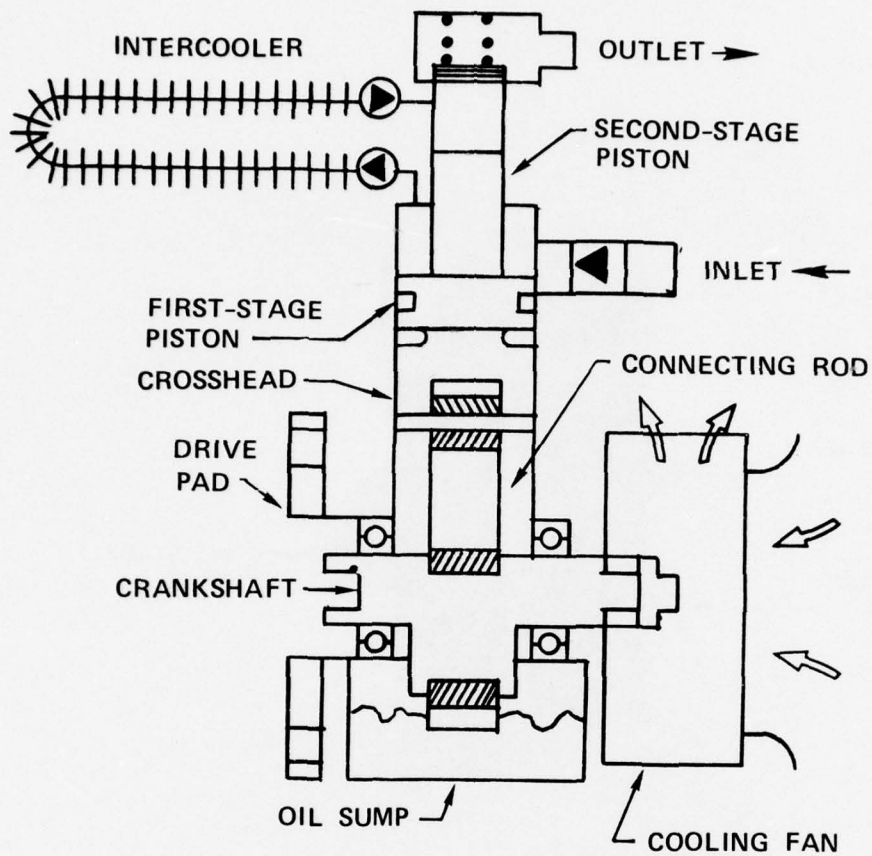 INTERCOOLER
OUTLET
SECOND-STAGE
PISTON
INLET
FIRST-STAGE
PISTON
CROSSHEAD
CONNECTING ROD
DRIVE
PAD
CRANKSHAFT
OIL SUMP
COOLING FAN